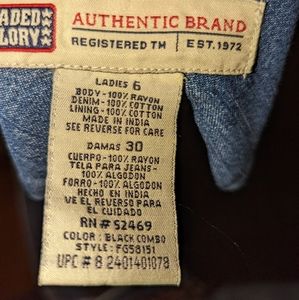 ADED
LORY
AUTHENTIC BRAND
REGISTERED TM | EST. 1972
LADIES 6
BODY - 100% RAYON
DENIM - 100% COTTON
LINING - 100% COTTON
MADE IN INDIA
SEE REVERSE FOR CARE
DAMAS 30
CUERPO - 100% RAYON
TELA PARA JEANS-
100% ALGODON
FORRO - 100% ALGODON
HECHO EN INDIA
VE EL REVERSO PARA
EL CUIDADO
RN# 52469
COLOR : BLACK COMBO
STYLE : FG58151
UPC # 8 2401401078